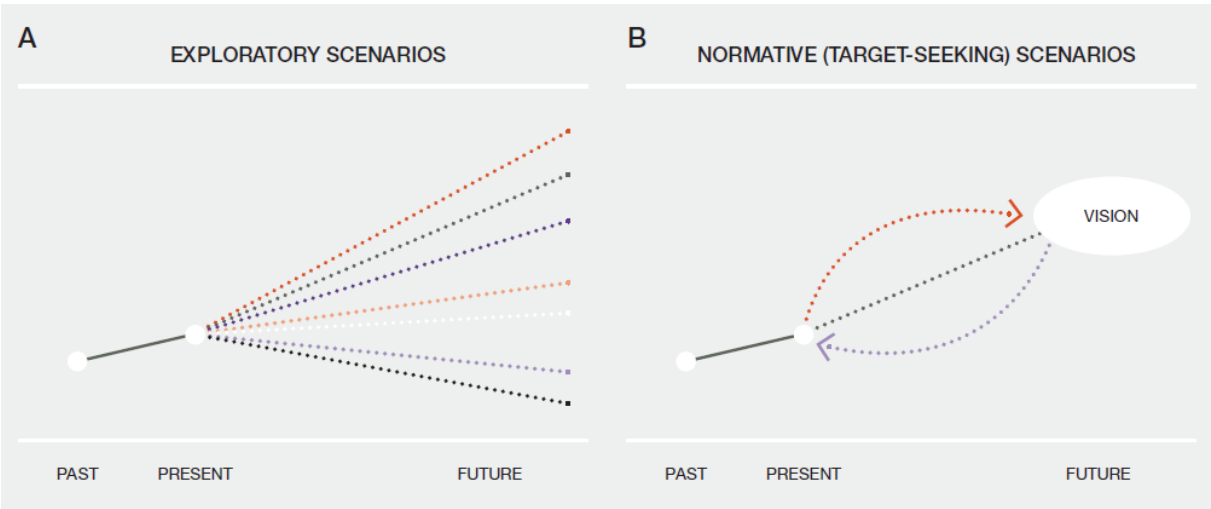 A
EXPLORATORY SCENARIOS
PAST PRESENT FUTURE
B
NORMATIVE (TARGET-SEEKING) SCENARIOS
VISION
PAST PRESENT FUTURE